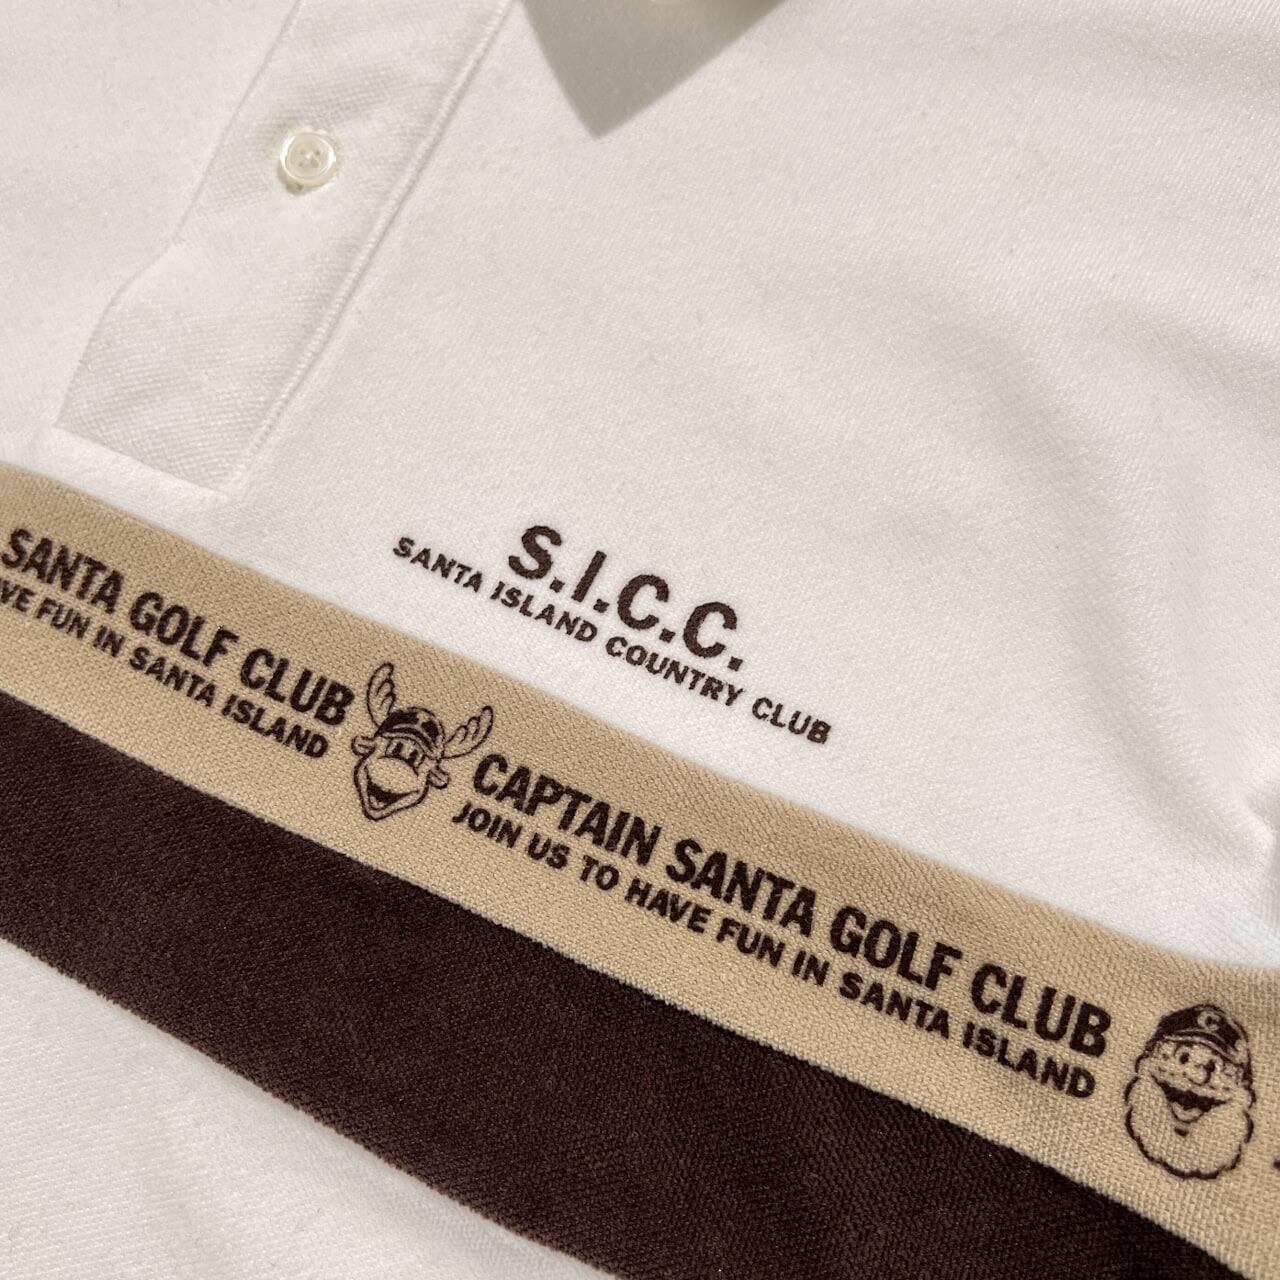 S.I.C.C.
SANTA ISLAND COUNTRY CLUB
SANTA GOLF CLUB
FUN IN SANTA ISLAND
CAPTAIN SANTA GOLF CLUB
JOIN US TO HAVE FUN IN SANTA ISLAND
C